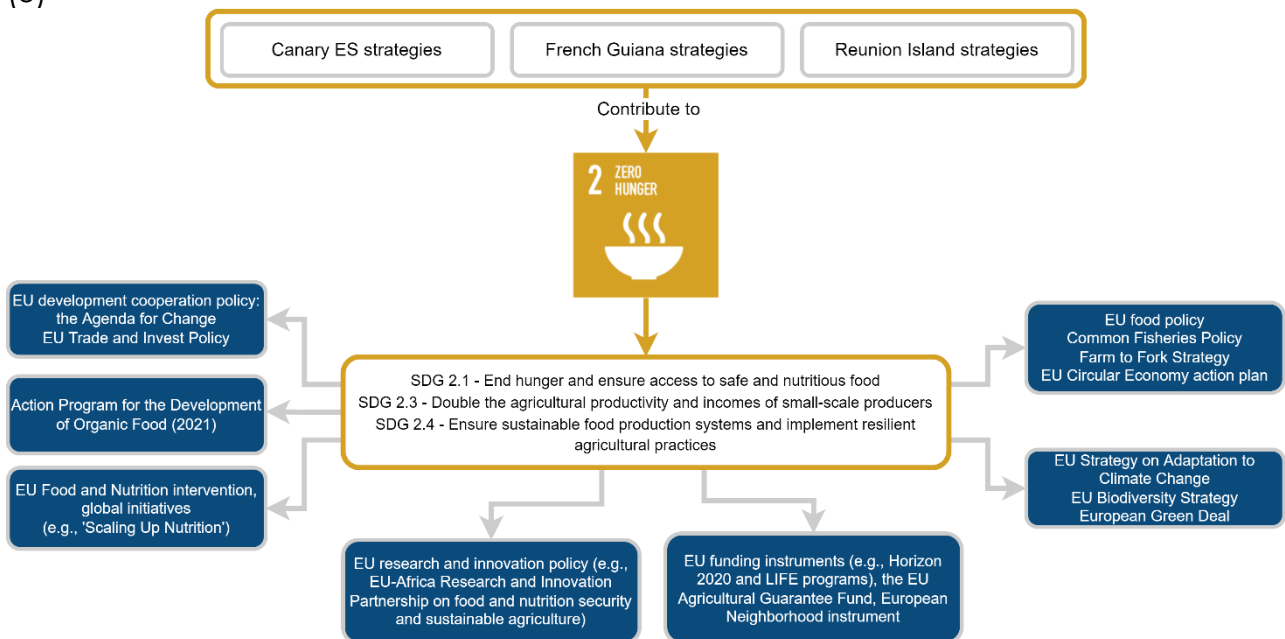 Canary ES strategies
French Guiana strategies
Reunion Island strategies
Contribute to
2 ZERO
HUNGER
EU development cooperation policy:
the Agenda for Change
EU Trade and Invest Policy
Action Program for the Development
of Organic Food (2021)
EU Food and Nutrition intervention,
global initiatives
(e.g., 'Scaling Up Nutrition')
SDG 2.1 - End hunger and ensure access to safe and nutritious food
SDG 2.3 - Double the agricultural productivity and incomes of small-scale producers
SDG 2.4 - Ensure sustainable food production systems and implement resilient
agricultural practices
EU food policy
Common Fisheries Policy
Farm to Fork Strategy
EU Circular Economy action plan
EU Strategy on Adaptation to
Climate Change
EU Biodiversity Strategy
European Green Deal
EU research and innovation policy (e.g.,
EU-Africa Research and Innovation
Partnership on food and nutrition security
and sustainable agriculture)
EU funding instruments (e.g., Horizon
2020 and LIFE programs), the EU
Agricultural Guarantee Fund, European
Neighborhood instrument